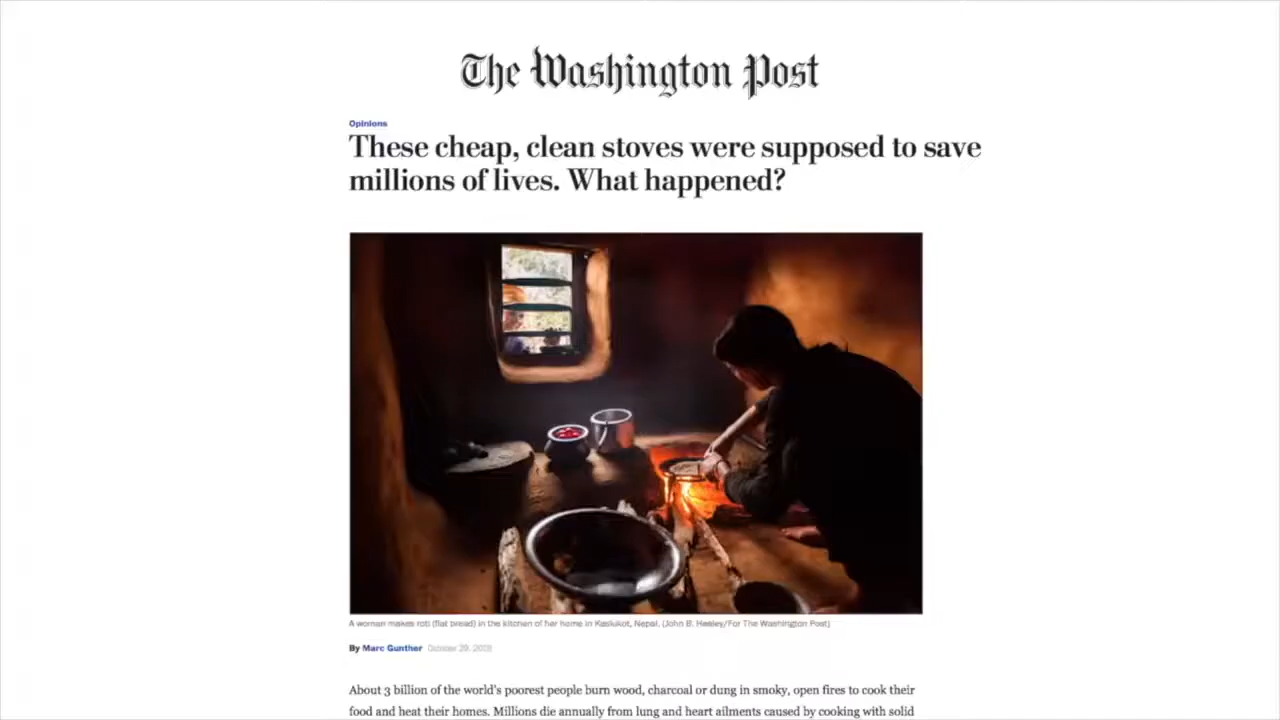 The Washington Post
Opinions
These cheap, clean stoves were supposed to save
millions of lives. What happened?
A woman makes roti (flat bread) in the kitchen of her home in Kaslukot, Nepal. (John B. Healey/For The Washington Post)
By Marc Gunther October 29,
About 3 billion of the world's poorest people burn wood, charcoal or dung in smoky, open fires to cook their
food and heat their homes. Millions die annually from lung and heart ailments caused by cooking with solid